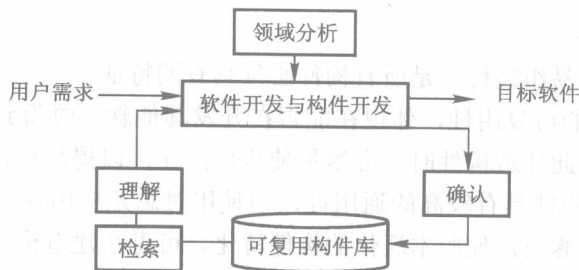 领域分析
用户需求
软件开发与构件开发
目标软件
理解
确认
检索
可复用构件库